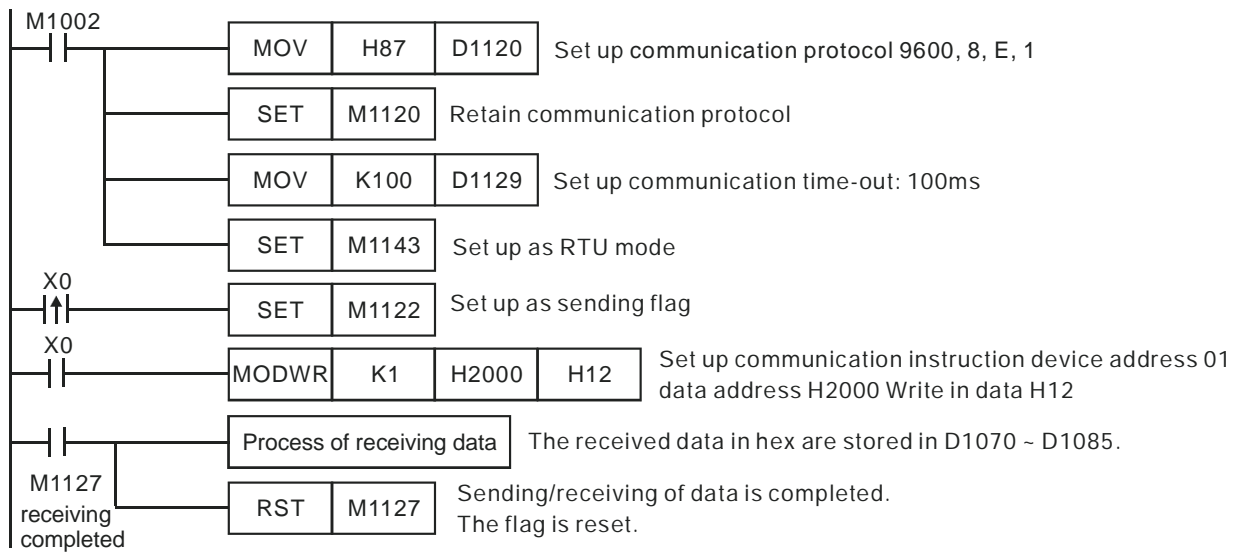 M1002
MOV H87 D1120 Set up communication protocol 9600, 8, E, 1
SET M1120 Retain communication protocol
MOV K100 D1129 Set up communication time-out: 100ms
SET M1143 Set up as RTU mode
X0
SET M1122 Set up as sending flag
X0
MODWR K1 H2000 H12 Set up communication instruction device address 01
data address H2000 Write in data H12
Process of receiving data The received data in hex are stored in D1070 ~ D1085.
M1127
receiving
completed
RST M1127 Sending/receiving of data is completed.
The flag is reset.